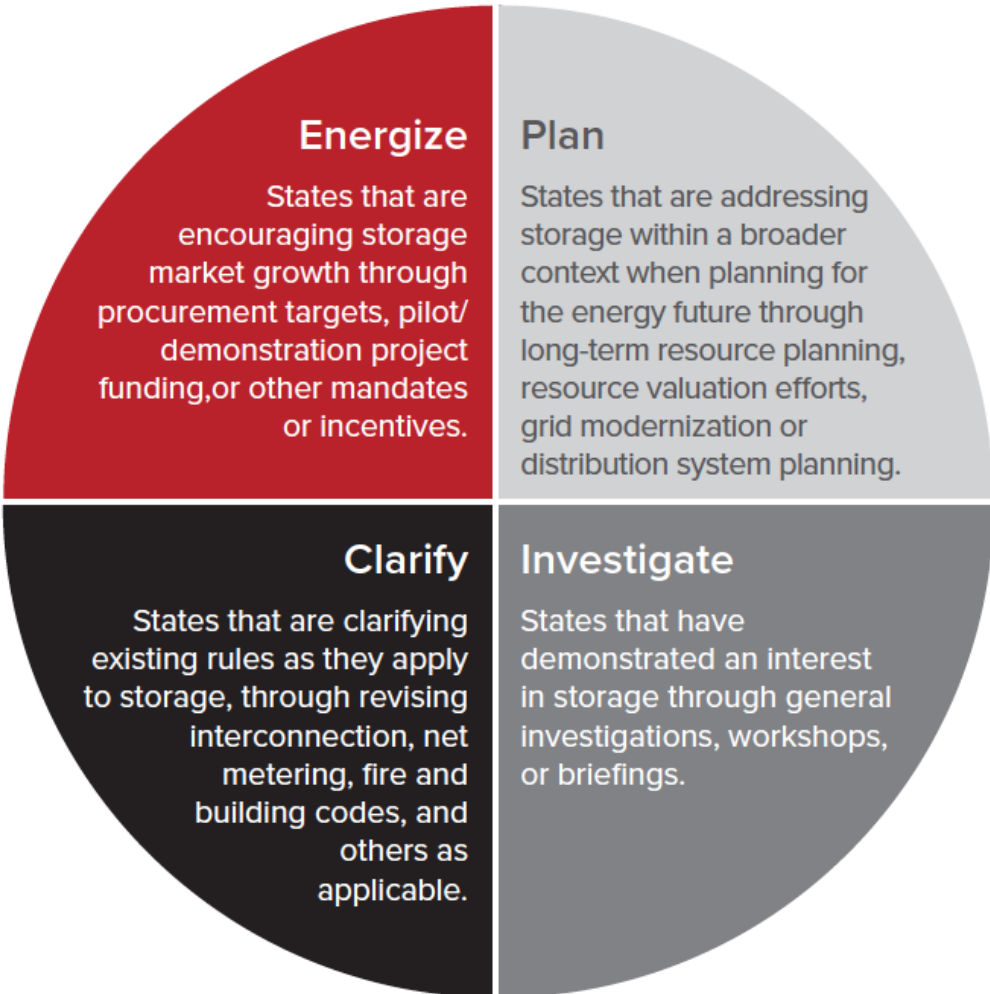 Energize
States that are
encouraging storage
market growth through
procurement targets, pilot/
demonstration project
funding,or other mandates
or incentives.
Plan
States that are addressing
storage within a broader
context when planning for
the energy future through
long-term resource planning,
resource valuation efforts,
grid modernization or
distribution system planning.
Clarify
States that are clarifying
existing rules as they apply
to storage, through revising
interconnection, net
metering, fire and
building codes, and
others as
applicable.
Investigate
States that have
demonstrated an interest
in storage through general
investigations, workshops,
or briefings.